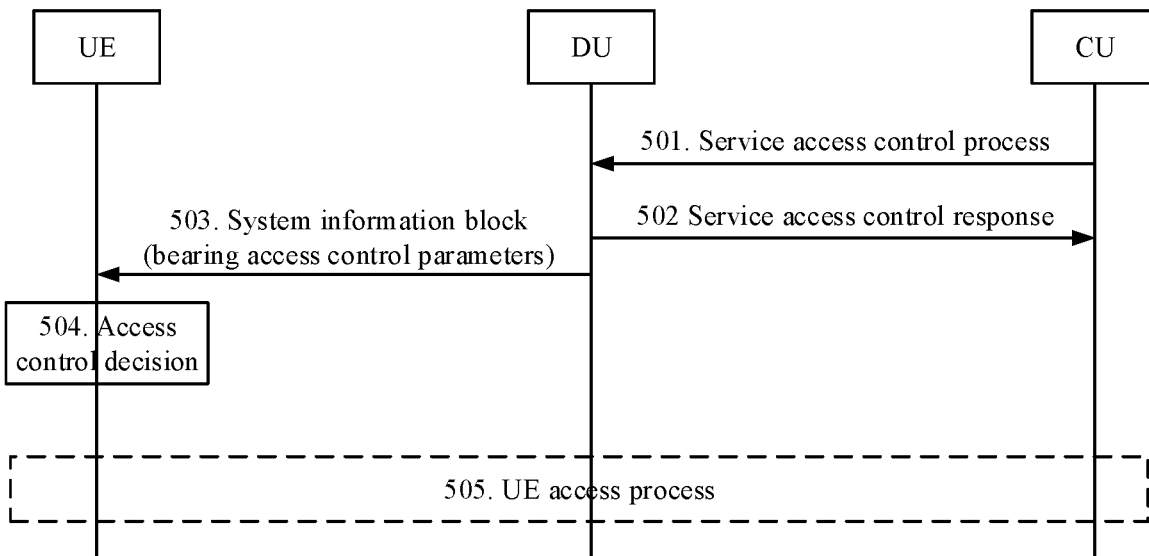 UE
DU
CU
501. Service access control process
503. System information block
(bearing access control parameters)
502 Service access control response
504. Access
control decision
505. UE access process